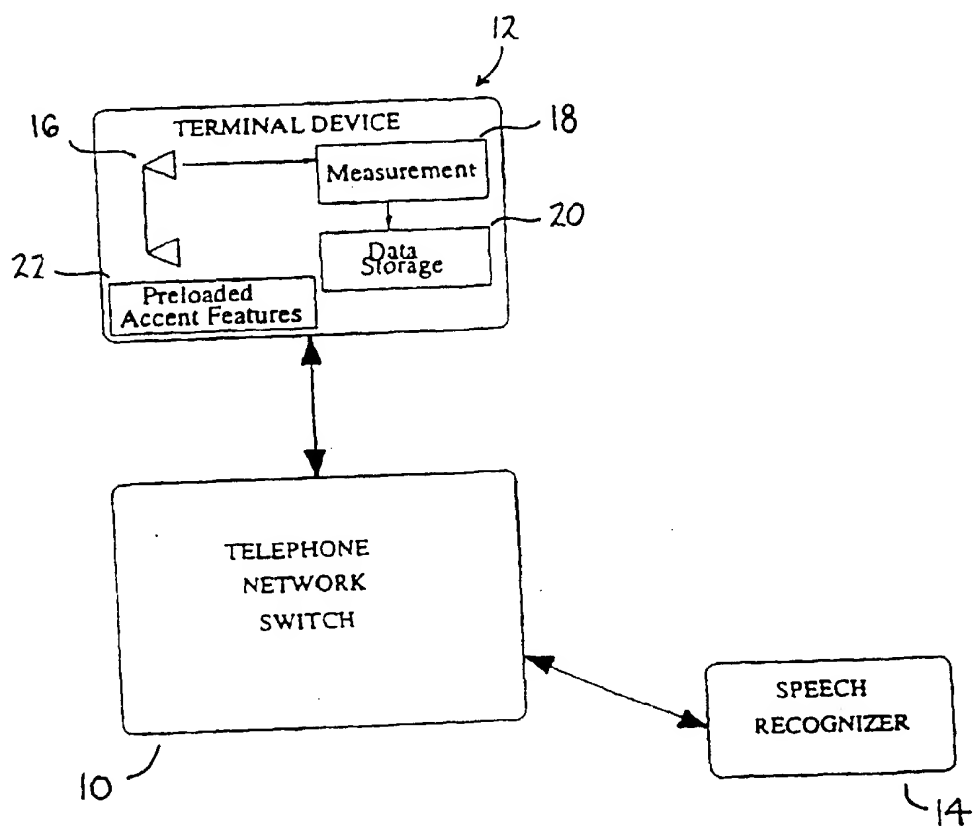 12
TERMINAL DEVICE
16
18
Measurement
20
Data
Storage
22
Preloaded
Accent Features
TELEPHONE
NETWORK
SWITCH
SPEECH
RECOGNIZER
10
14